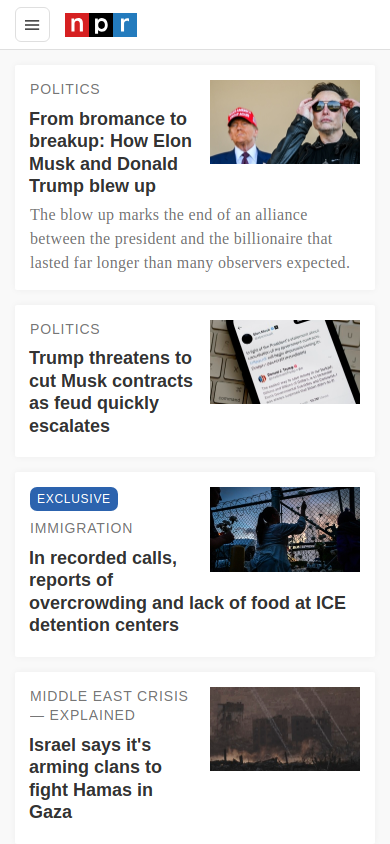 npr
POLITICS
From bromance to
breakup: How Elon
Musk and Donald
Trump blew up
The blow up marks the end of an alliance
between the president and the billionaire that
lasted far longer than many observers expected.
POLITICS
Trump threatens to
cut Musk contracts
as feud quickly
escalates
EXCLUSIVE
IMMIGRATION
In recorded calls,
reports of
overcrowding and lack of food at ICE
detention centers
MIDDLE EAST CRISIS
— EXPLAINED
Israel says it's
arming clans to
fight Hamas in
Gaza